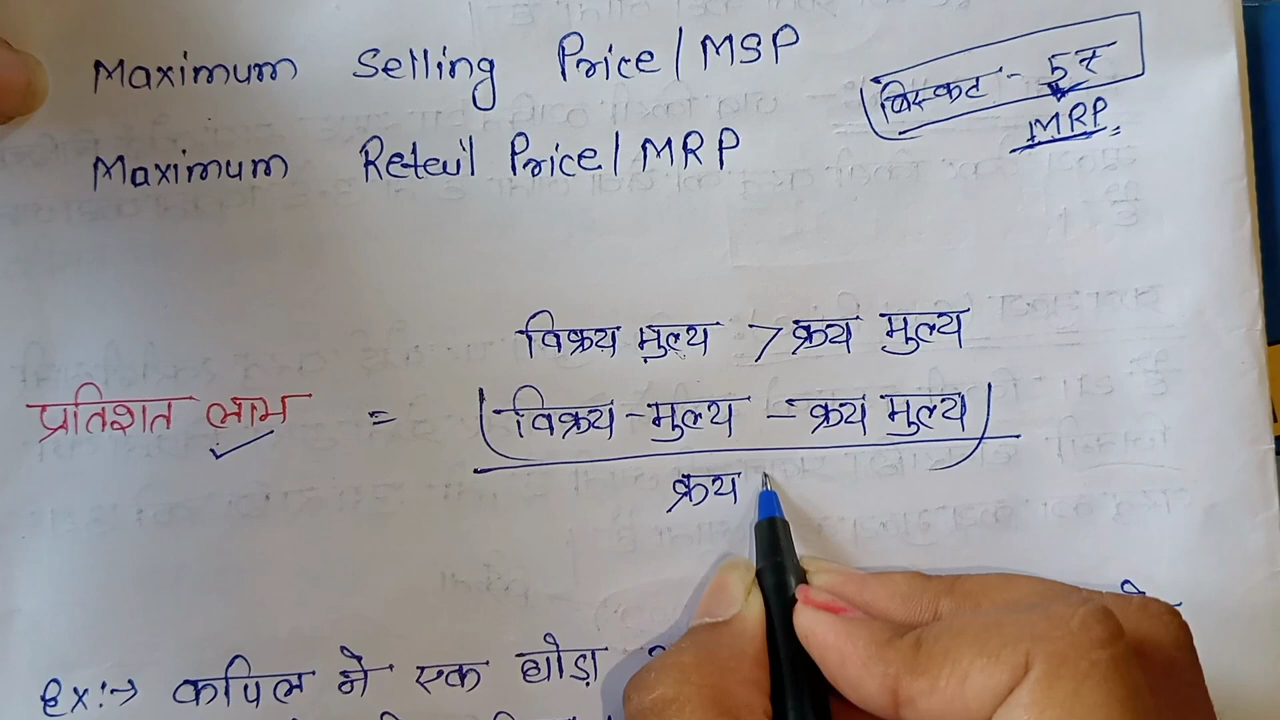 Maximum Selling Price/MSP
बिस्कट - 5₹
MRP
Maximum Reteil Price/MRP
विक्रय मुल्य > क्रय मुल्य
प्रतिशत लाभ = (विक्रय-मुल्य - क्रय मुल्य)
क्रय
Ex:→ कपिल ने एक घोड़ा